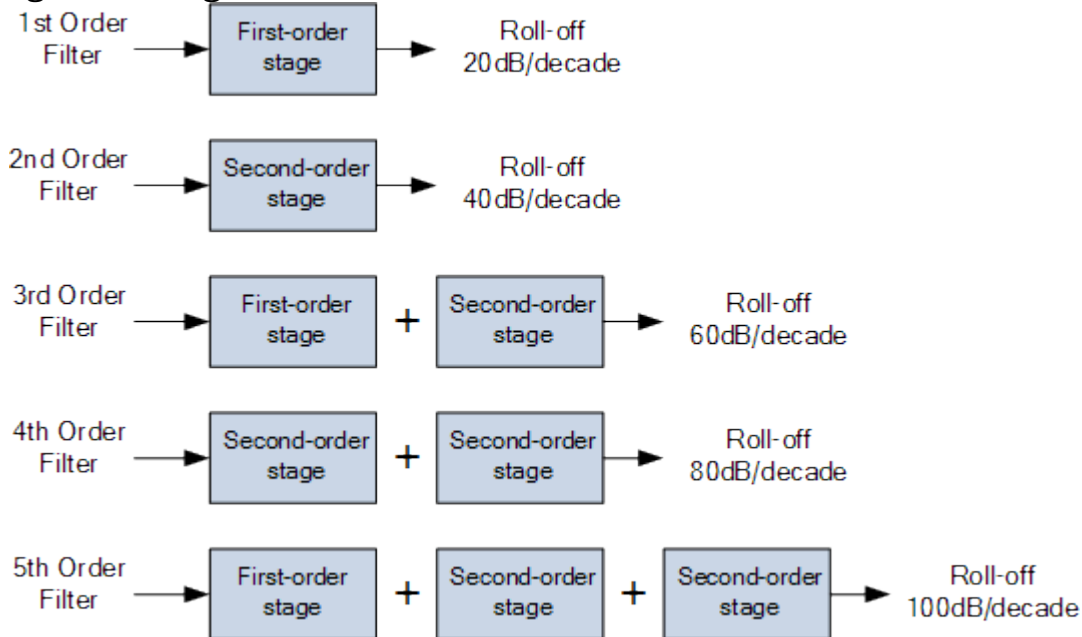 1st Order
Filter
First-order
stage
Roll-off
20dB/decade
2nd Order
Filter
Second-order
stage
Roll-off
40dB/decade
3rd Order
Filter
First-order
stage
+
Second-order
stage
Roll-off
60dB/decade
4th Order
Filter
Second-order
stage
+
Second-order
stage
Roll-off
80dB/decade
5th Order
Filter
First-order
stage
+
Second-order
stage
+
Second-order
stage
Roll-off
100dB/decade